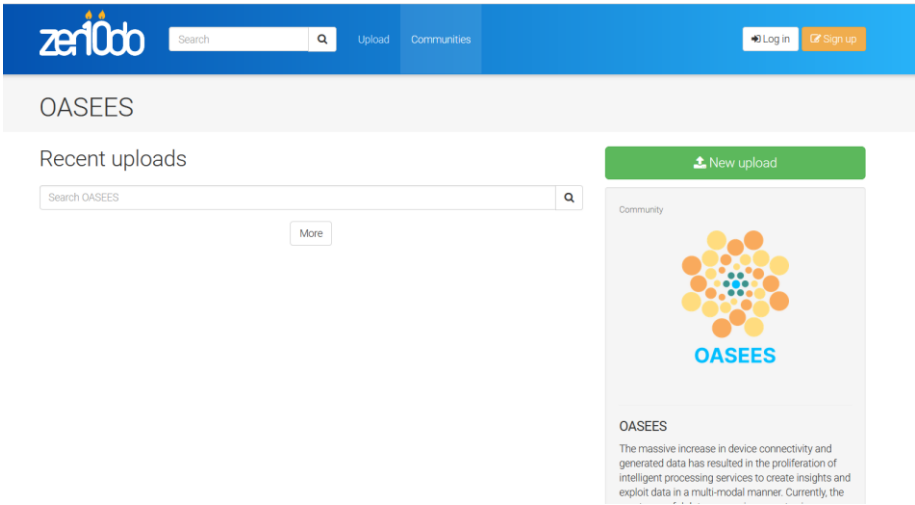 zen10do
Search
Upload
Communities
Log in
Sign up
OASEES
Recent uploads
Search OASEES
More
New upload
Community
OASEES
OASEES
The massive increase in device connectivity and
generated data has resulted in the proliferation of
intelligent processing services to create insights and
exploit data in a multi-modal manner. Currently, the